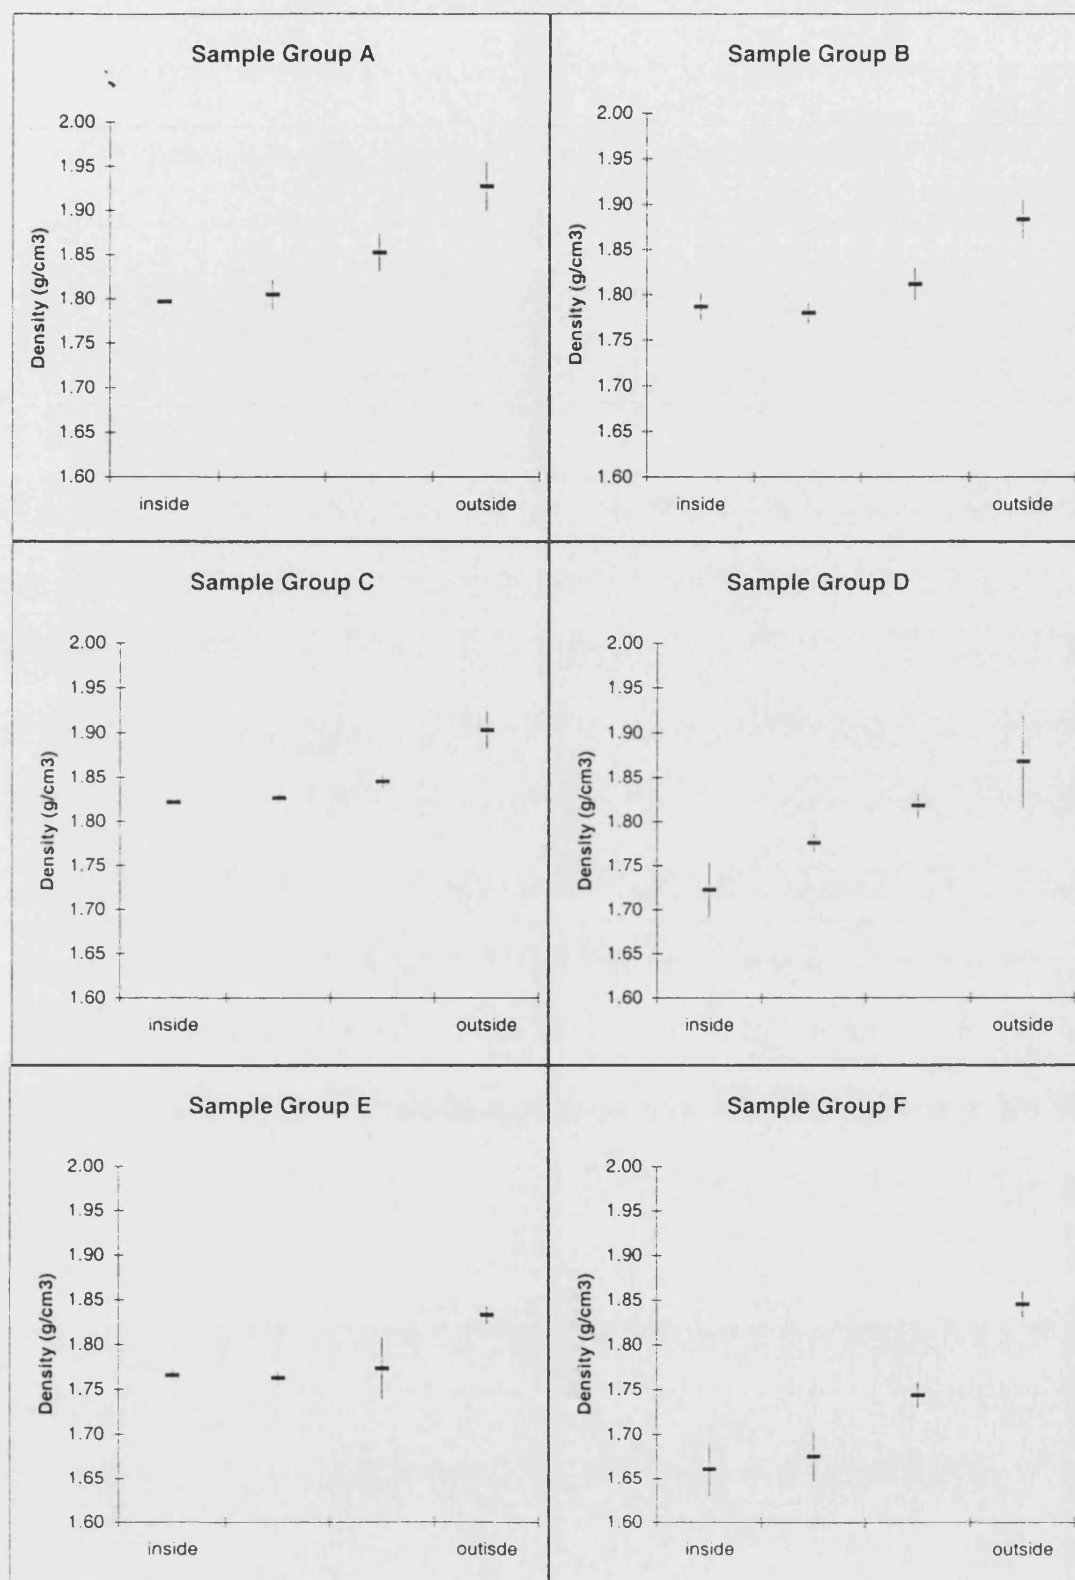 Sample Group A
Density (g/cm3)
2.00
1.95
1.90
1.85
1.80
1.75
1.70
1.65
1.60
inside
outside
Sample Group B
Density (g/cm3)
2.00
1.95
1.90
1.85
1.80
1.75
1.70
1.65
1.60
inside
outside
Sample Group C
Density (g/cm3)
2.00
1.95
1.90
1.85
1.80
1.75
1.70
1.65
1.60
inside
outside
Sample Group D
Density (g/cm3)
2.00
1.95
1.90
1.85
1.80
1.75
1.70
1.65
1.60
inside
outside
Sample Group E
Density (g/cm3)
2.00
1.95
1.90
1.85
1.80
1.75
1.70
1.65
1.60
inside
outisde
Sample Group F
Density (g/cm3)
2.00
1.95
1.90
1.85
1.80
1.75
1.70
1.65
1.60
inside
outside